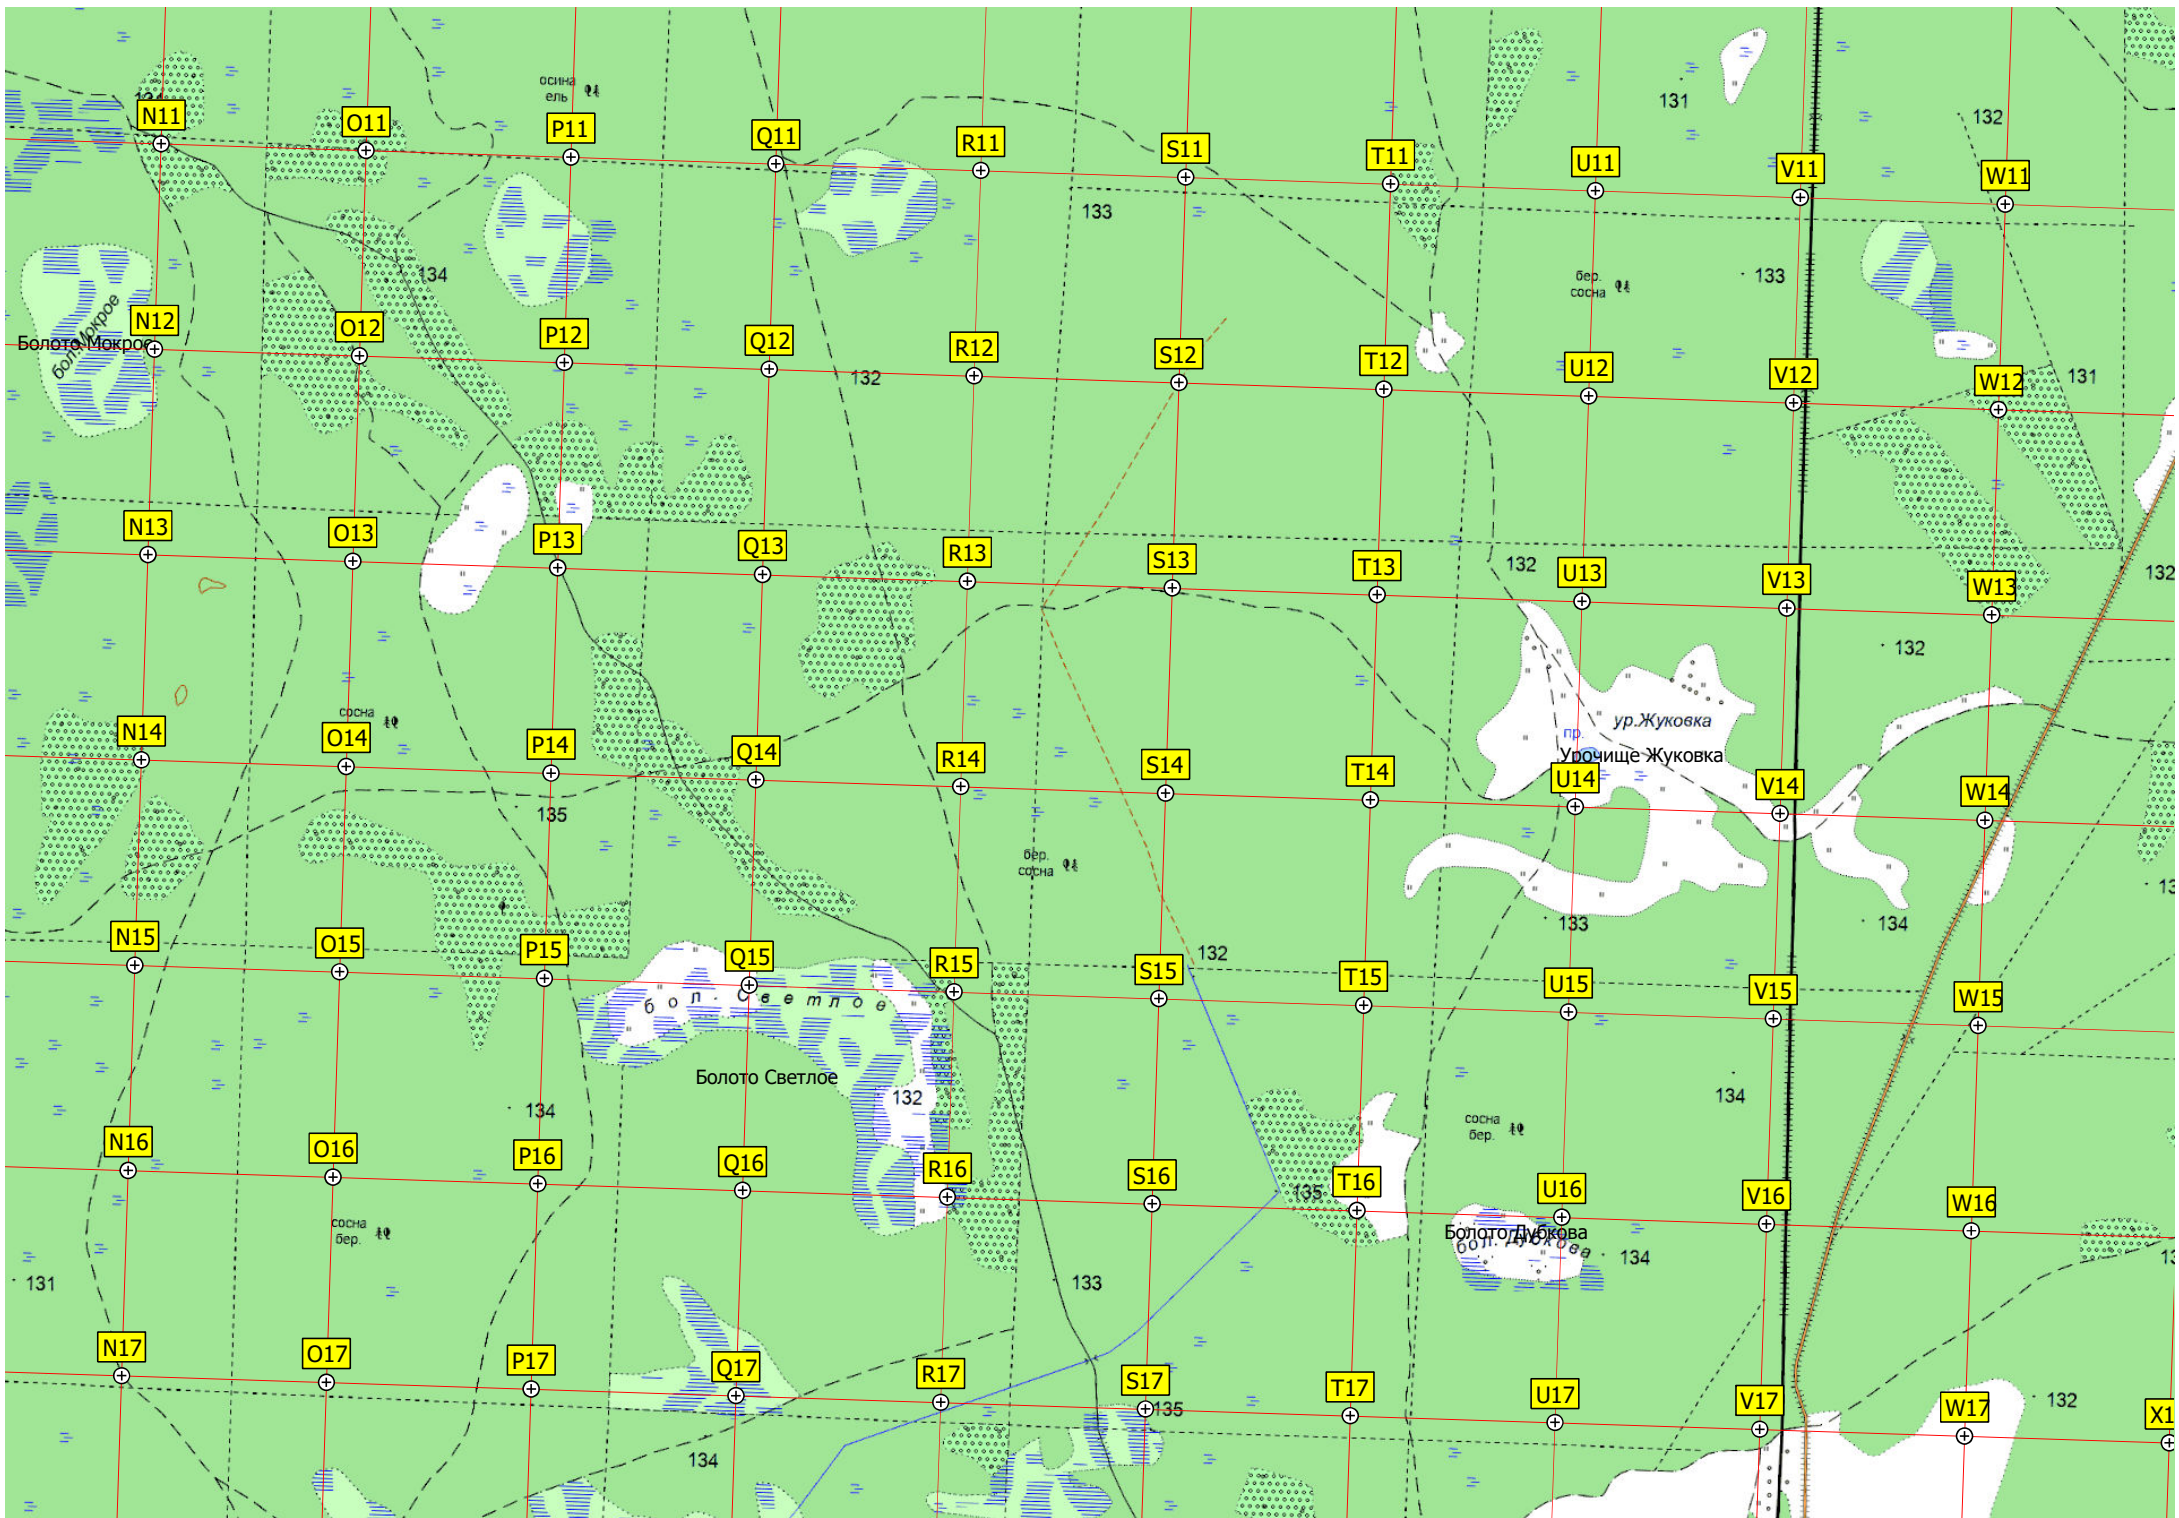 осина
ель
131
132
N11
O11
P11
Q11
R11
S11
T11
U11
V11
W11
133
134
бер.
сосна
133
бол. Мокрое
Болото Мокрое
N12
O12
P12
Q12
132
R12
S12
T12
U12
V12
W12
131
N13
O13
P13
Q13
R13
S13
T13
132
U13
V13
W13
132
132
сосна
ур.Жуковка
пр.
Урочище Жуковка
N14
O14
P14
Q14
R14
S14
T14
U14
V14
W14
135
бер.
сосна
133
134
N15
O15
P15
Q15
R15
132
S15
T15
U15
V15
W15
бол. Светлое
Болото Светлое
132
134
134
сосна
бер.
N16
O16
P16
Q16
R16
S16
135
T16
U16
V16
W16
сосна
бер.
Болото Дубкова
бол. Дубкова
134
131
133
N17
O17
P17
Q17
R17
S17
135
T17
U17
V17
W17
132
X1
134